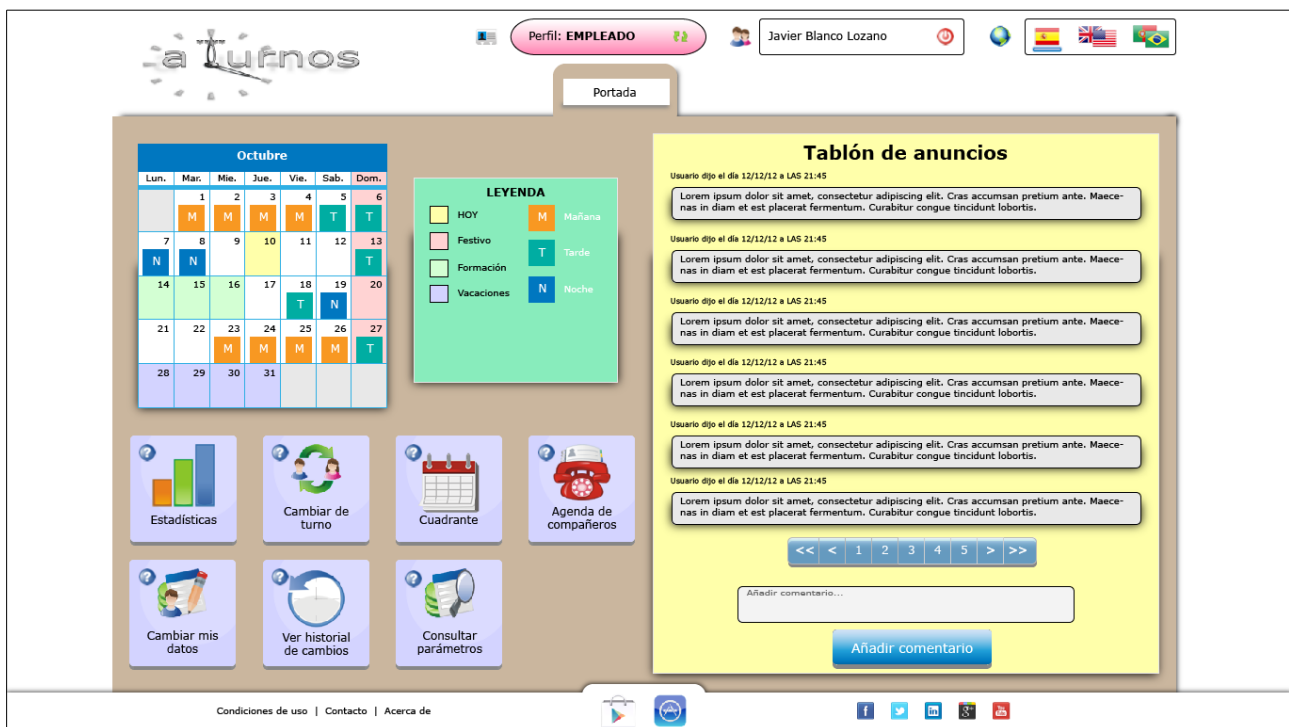 a turnos
Perfil: EMPLEADO
Javier Blanco Lozano
Portada
Octubre
Lun. Mar. Mie. Jue. Vie. Sab. Dom.
1 2 3 4 5 6
M M M M T T
7 8 9 10 11 12 13
N N T
14 15 16 17 18 19 20
T N
21 22 23 24 25 26 27
M M M M T
28 29 30 31
LEYENDA
HOY M Mañana
Festivo
T Tarde
Formación
Vacaciones N Noche
Estadísticas
Cambiar de
turno
Cuadrante
Agenda de
compañeros
Cambiar mis
datos
Ver historial
de cambios
Consultar
parámetros
Tablón de anuncios
Usuario dijo el día 12/12/12 a LAS 21:45
Lorem ipsum dolor sit amet, consectetur adipiscing elit. Cras accumsan pretium ante. Maece-
nas in diam et est placerat fermentum. Curabitur congue tincidunt lobortis.
Usuario dijo el día 12/12/12 a LAS 21:45
Lorem ipsum dolor sit amet, consectetur adipiscing elit. Cras accumsan pretium ante. Maece-
nas in diam et est placerat fermentum. Curabitur congue tincidunt lobortis.
Usuario dijo el día 12/12/12 a LAS 21:45
Lorem ipsum dolor sit amet, consectetur adipiscing elit. Cras accumsan pretium ante. Maece-
nas in diam et est placerat fermentum. Curabitur congue tincidunt lobortis.
Usuario dijo el día 12/12/12 a LAS 21:45
Lorem ipsum dolor sit amet, consectetur adipiscing elit. Cras accumsan pretium ante. Maece-
nas in diam et est placerat fermentum. Curabitur congue tincidunt lobortis.
Usuario dijo el día 12/12/12 a LAS 21:45
Lorem ipsum dolor sit amet, consectetur adipiscing elit. Cras accumsan pretium ante. Maece-
nas in diam et est placerat fermentum. Curabitur congue tincidunt lobortis.
Usuario dijo el día 12/12/12 a LAS 21:45
Lorem ipsum dolor sit amet, consectetur adipiscing elit. Cras accumsan pretium ante. Maece-
nas in diam et est placerat fermentum. Curabitur congue tincidunt lobortis.
<< < 1 2 3 4 5 > >>
Añadir comentario...
Añadir comentario
Condiciones de uso | Contacto | Acerca de